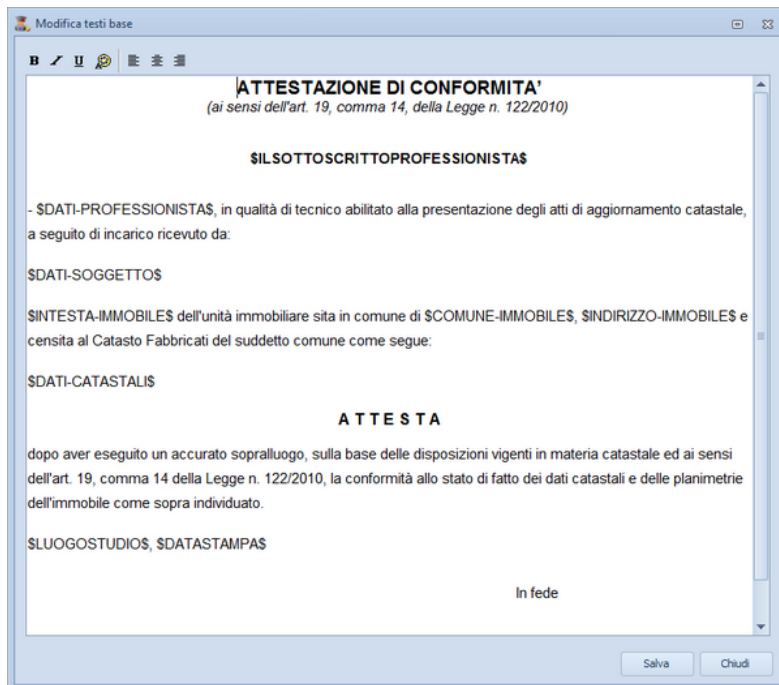 Modifica testi base
B I U
ATTESTAZIONE DI CONFORMITA'
(ai sensi dell'art. 19, comma 14, della Legge n. 122/2010)
$ILSOTTOSCRITTOPROFESSIONISTA$
- $DATI-PROFESSIONISTA$, in qualità di tecnico abilitato alla presentazione degli atti di aggiornamento catastale,
a seguito di incarico ricevuto da:
$DATI-SOGGETTO$
$INTESTA-IMMOBILE$ dell'unità immobiliare sita in comune di $COMUNE-IMMOBILE$, $INDIRIZZO-IMMOBILE$ e
censita al Catasto Fabbricati del suddetto comune come segue:
$DATI-CATASTALI$
A T T E S T A
dopo aver eseguito un accurato sopralluogo, sulla base delle disposizioni vigenti in materia catastale ed ai sensi
dell'art. 19, comma 14 della Legge n. 122/2010, la conformità allo stato di fatto dei dati catastali e delle planimetrie
dell'immobile come sopra individuato.
$LUOGOSTUDIO$, $DATASTAMPA$
In fede
Salva Chiudi